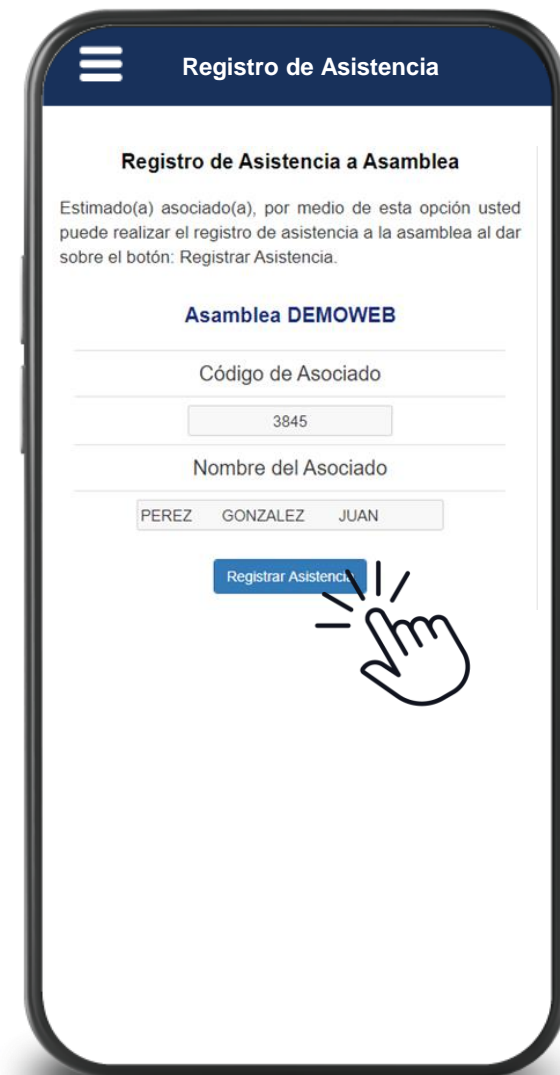 Registro de Asistencia
Registro de Asistencia a Asamblea
Estimado(a) asociado(a), por medio de esta opción usted
puede realizar el registro de asistencia a la asamblea al dar
sobre el botón: Registrar Asistencia.
Asamblea DEMOWEB
Código de Asociado
3845
Nombre del Asociado
PEREZ GONZALEZ JUAN
Registrar Asistencia